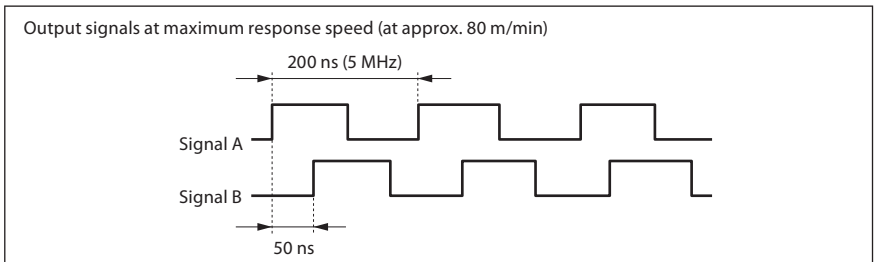 Output signals at maximum response speed (at approx. 80 m/min)
200 ns (5 MHz)
Signal A
Signal B
50 ns